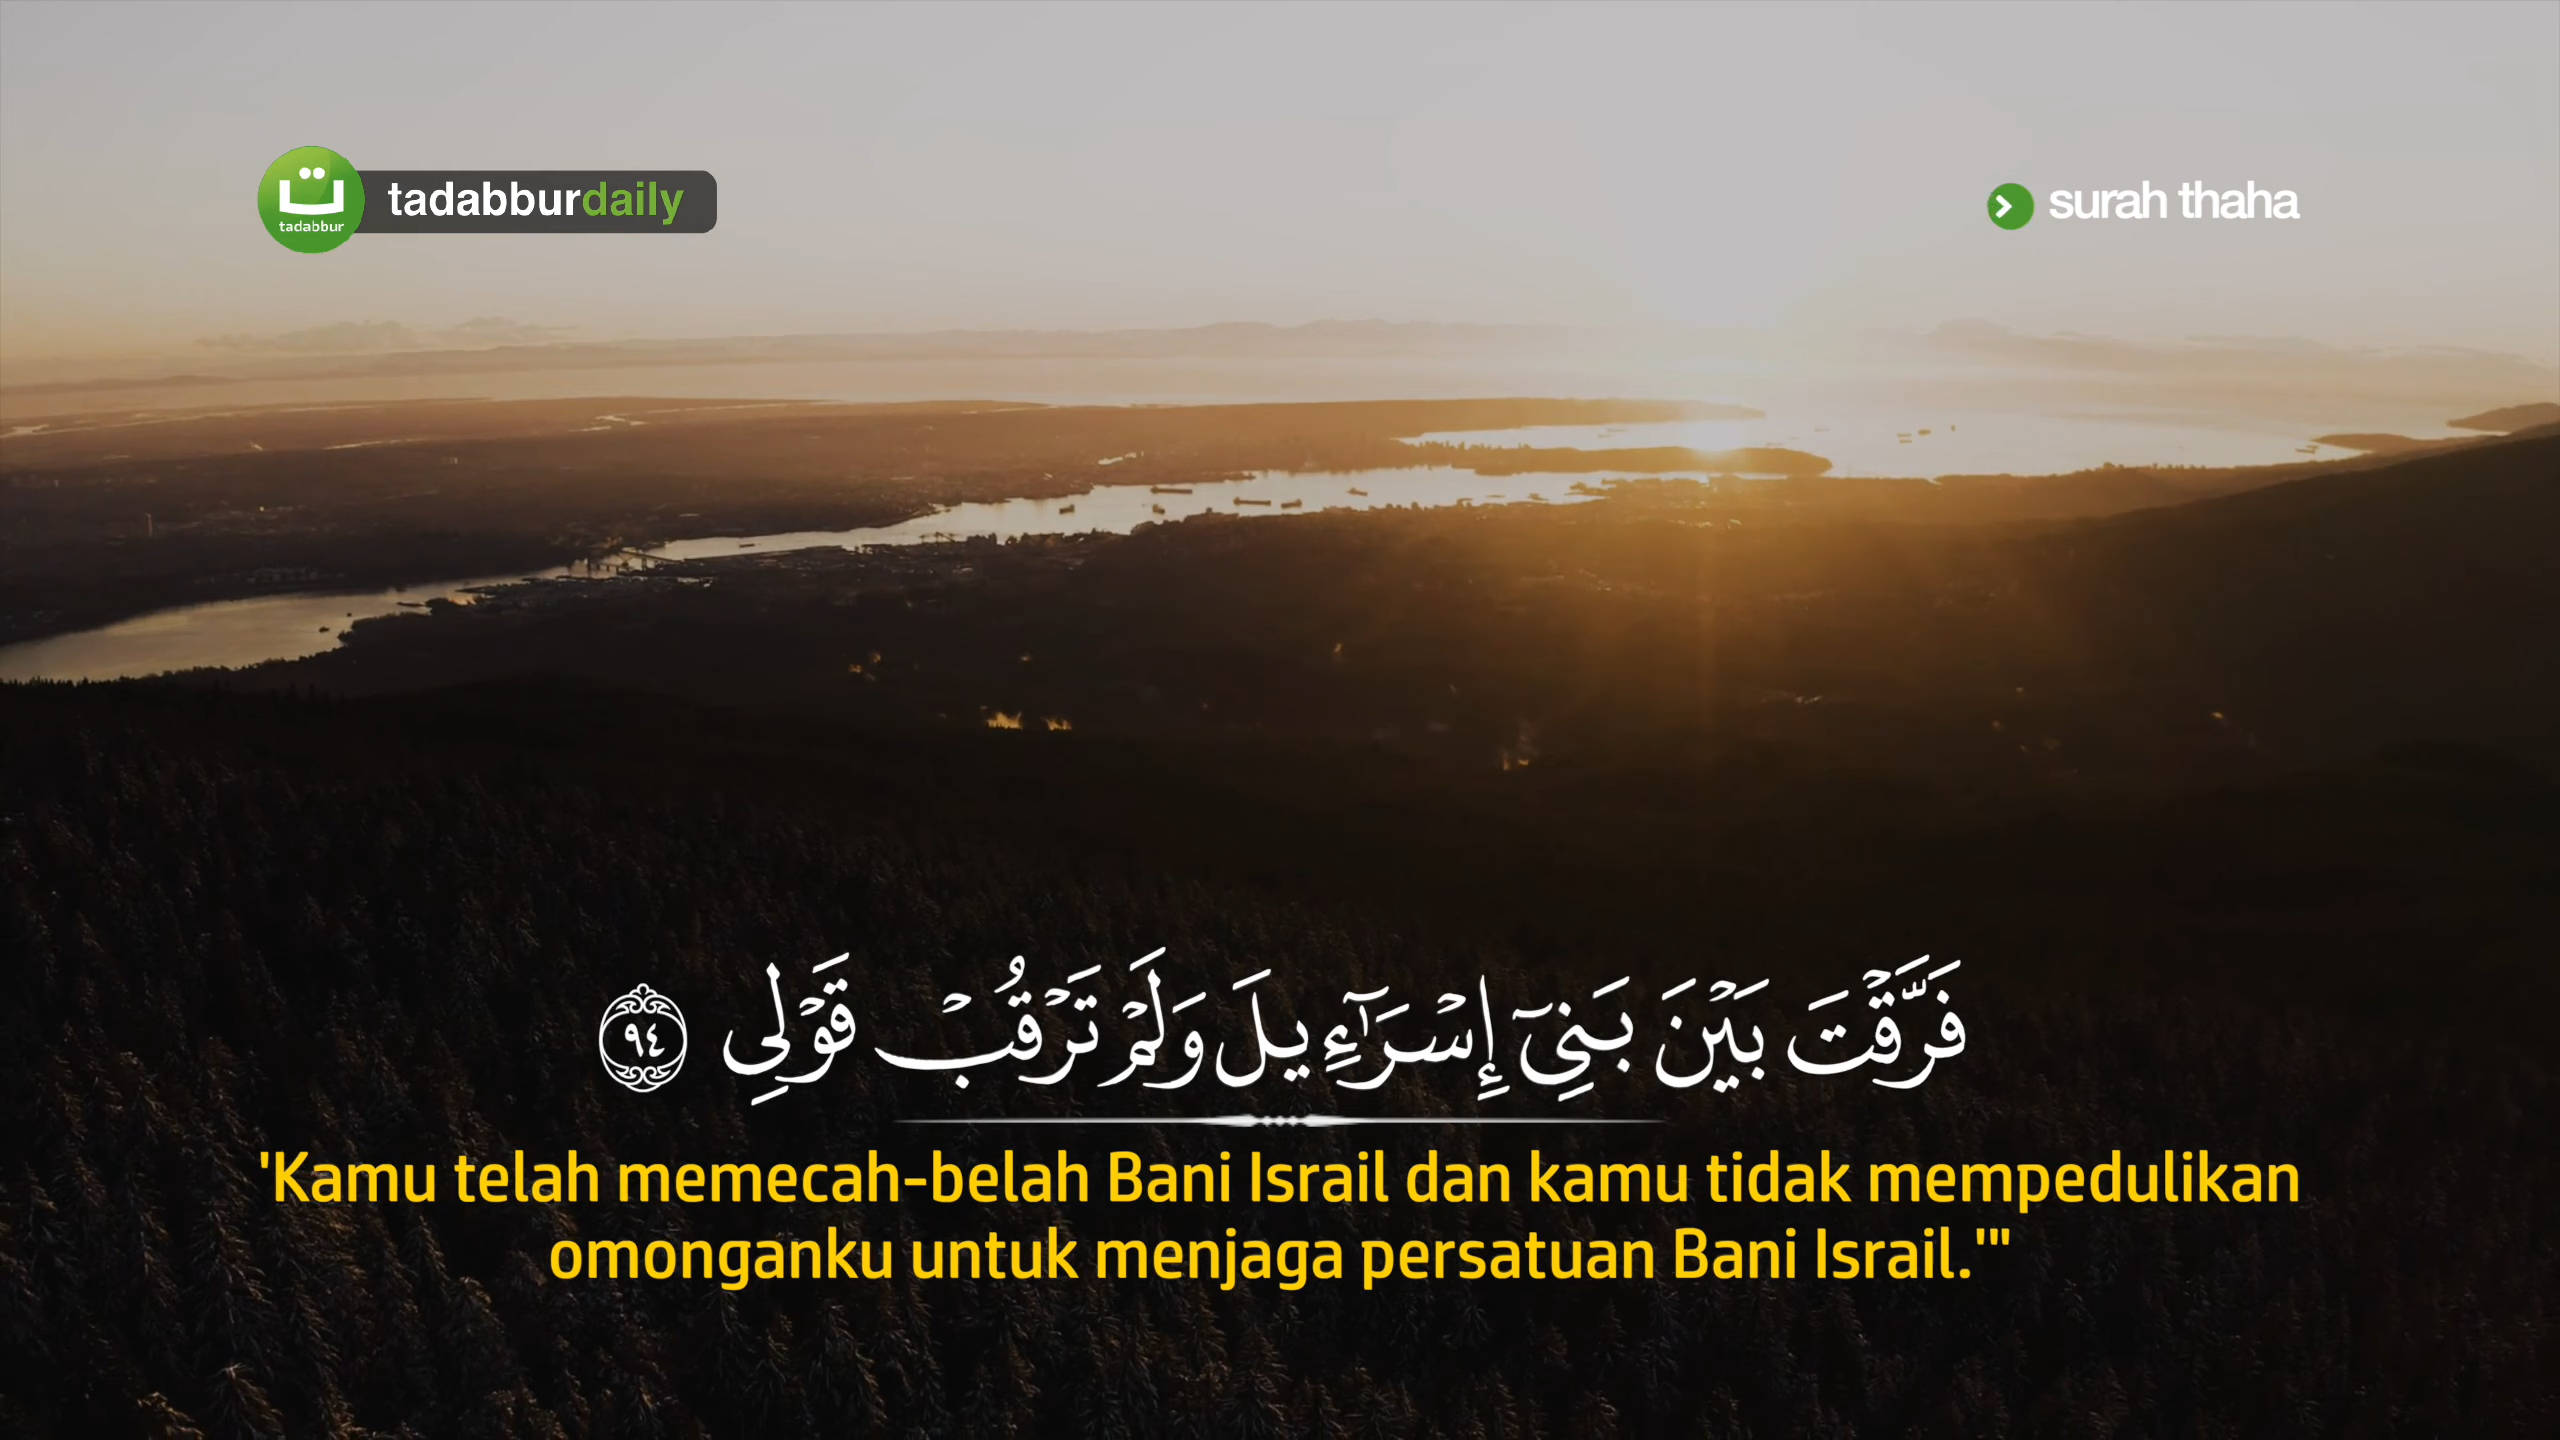 ت
tadabbur
tadabburdaily
surah thaha
فَرَّقْتَ بَيْنَ بَنِىٓ إِسْرَٰٓءِيلَ وَلَمْ تَرْقُبْ قَوْلِى ٩٤
'Kamu telah memecah-belah Bani Israil dan kamu tidak mempedulikan
omonganku untuk menjaga persatuan Bani Israil.'"